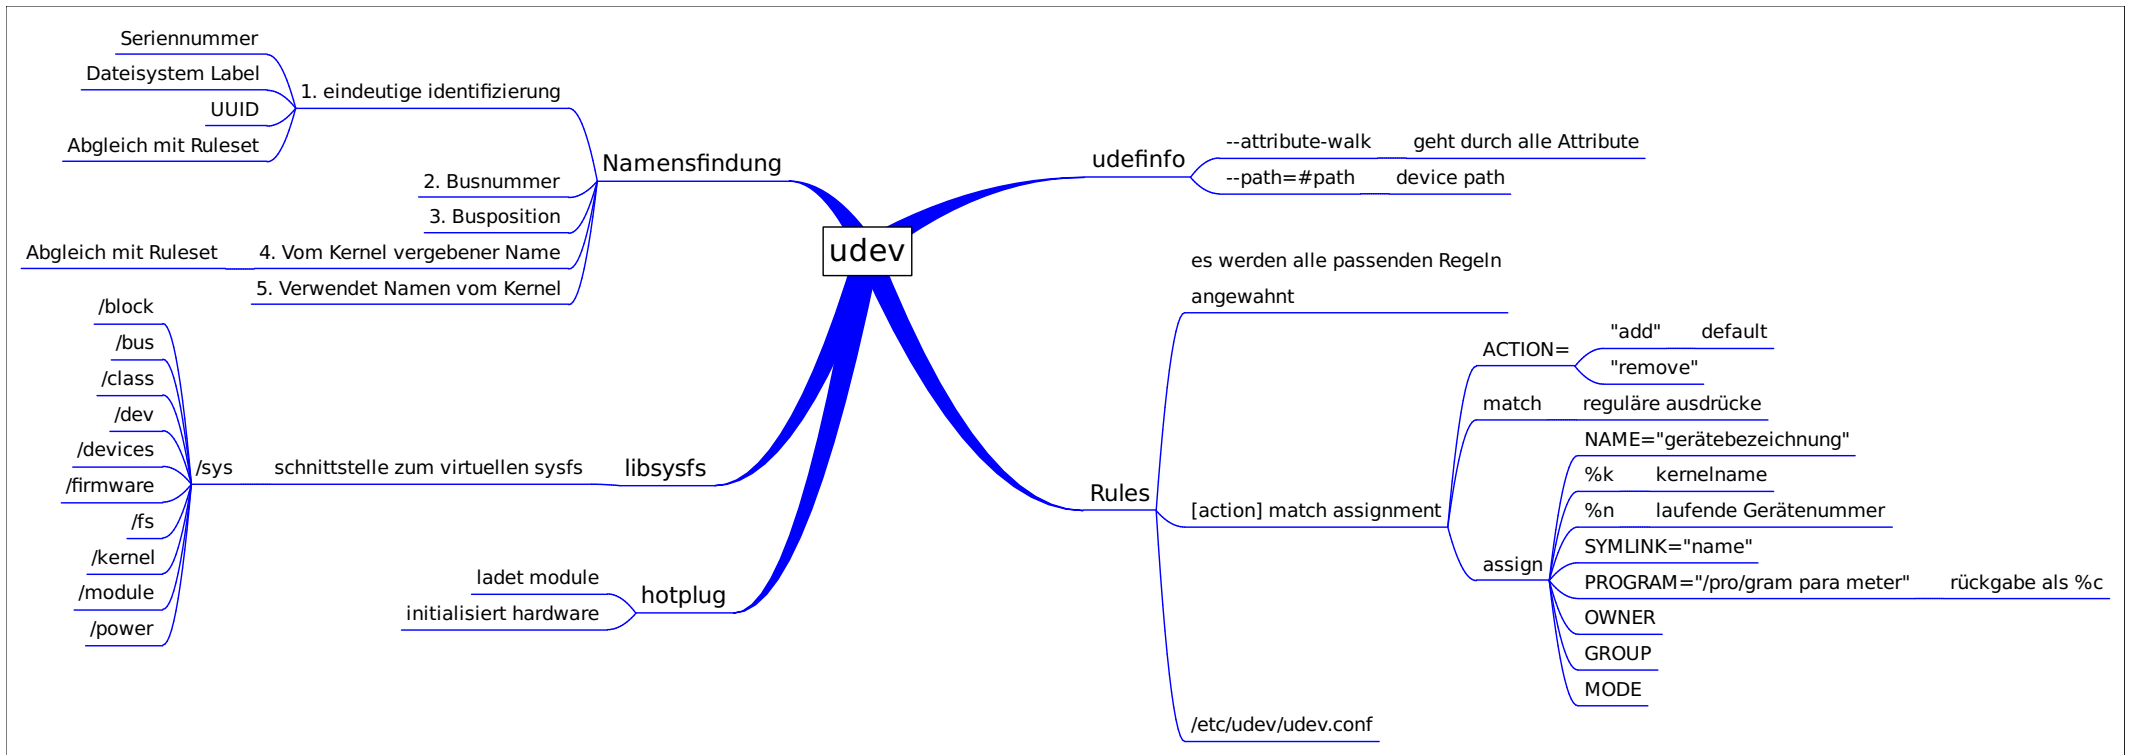 udev
Namensfindung
1. eindeutige identifizierung
Seriennummer
Dateisystem Label
UUID
Abgleich mit Ruleset
2. Busnummer
3. Busposition
4. Vom Kernel vergebener Name
Abgleich mit Ruleset
5. Verwendet Namen vom Kernel
libsysfs
schnittstelle zum virtuellen sysfs
/sys
/block
/bus
/class
/dev
/devices
/firmware
/fs
/kernel
/module
/power
hotplug
ladet module
initialisiert hardware
udefinfo
--attribute-walk
geht durch alle Attribute
--path=#path
device path
Rules
es werden alle passenden Regeln
angewahnt
[action] match assignment
ACTION=
"add"
default
"remove"
match
reguläre ausdrücke
assign
NAME="gerätebezeichnung"
%k
kernelname
%n
laufende Gerätenummer
SYMLINK="name"
PROGRAM="/pro/gram para meter"
rückgabe als %c
OWNER
GROUP
MODE
/etc/udev/udev.conf